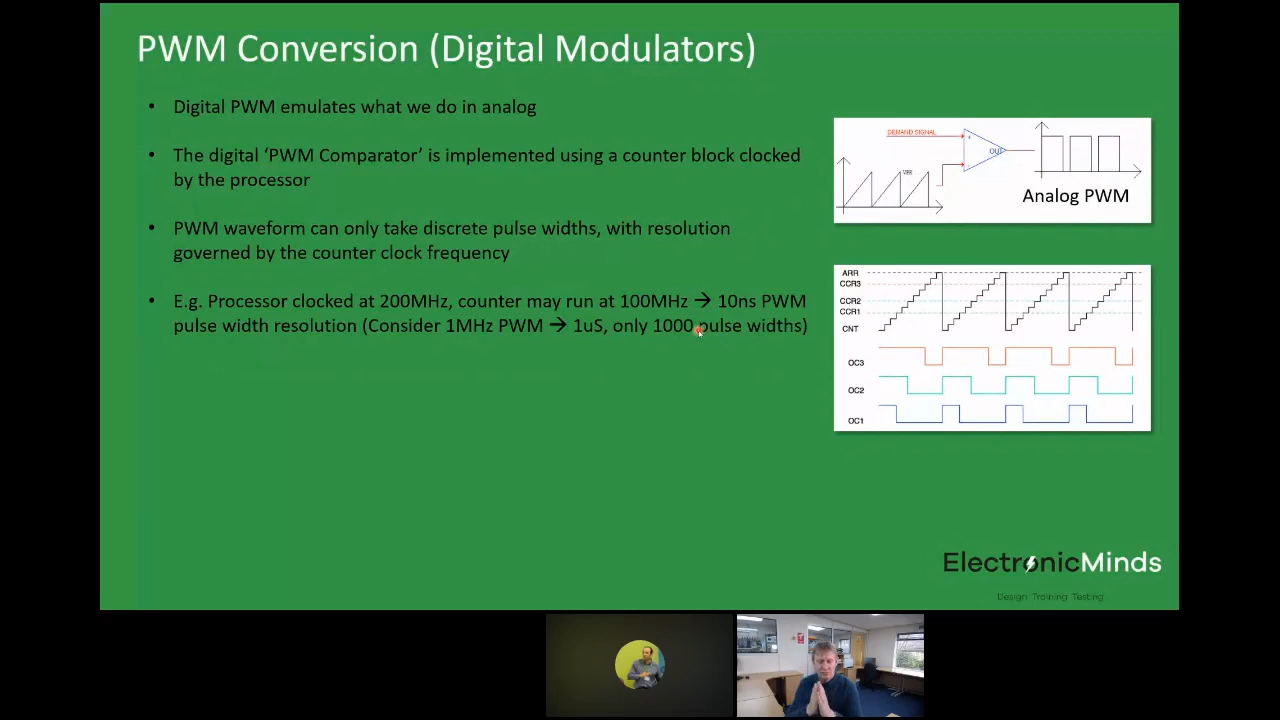 PWM Conversion (Digital Modulators)
• Digital PWM emulates what we do in analog
• The digital ‘PWM Comparator’ is implemented using a counter block clocked
by the processor
• PWM waveform can only take discrete pulse widths, with resolution
governed by the counter clock frequency
• E.g. Processor clocked at 200MHz, counter may run at 100MHz → 10ns PWM
pulse width resolution (Consider 1MHz PWM → 1uS, only 1000 pulse widths)
DEMAND SIGNAL
+
-
OUT
Analog PWM
ARR
CCR3
CCR2
CCR1
CNT
OC3
OC2
OC1
ElectronicMinds
Design Training Testing